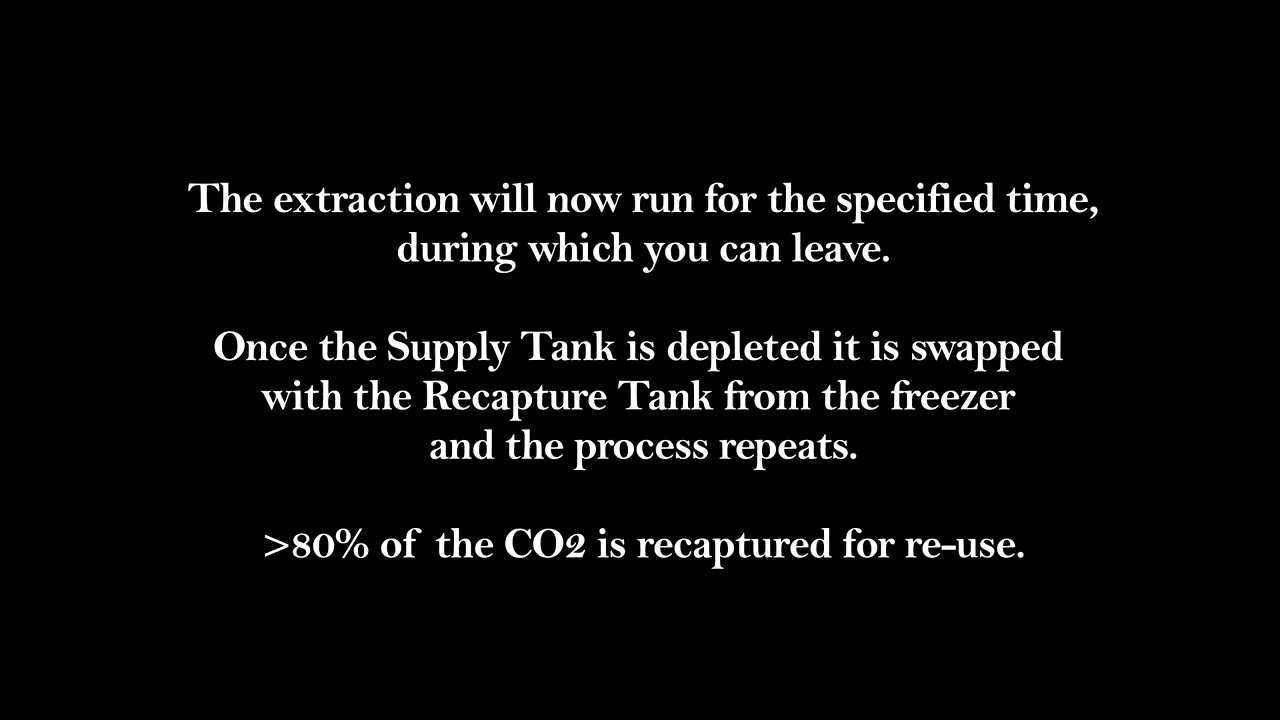 The extraction will now run for the specified time,
during which you can leave.
Once the Supply Tank is depleted it is swapped
with the Recapture Tank from the freezer
and the process repeats.
>80% of the CO2 is recaptured for re-use.